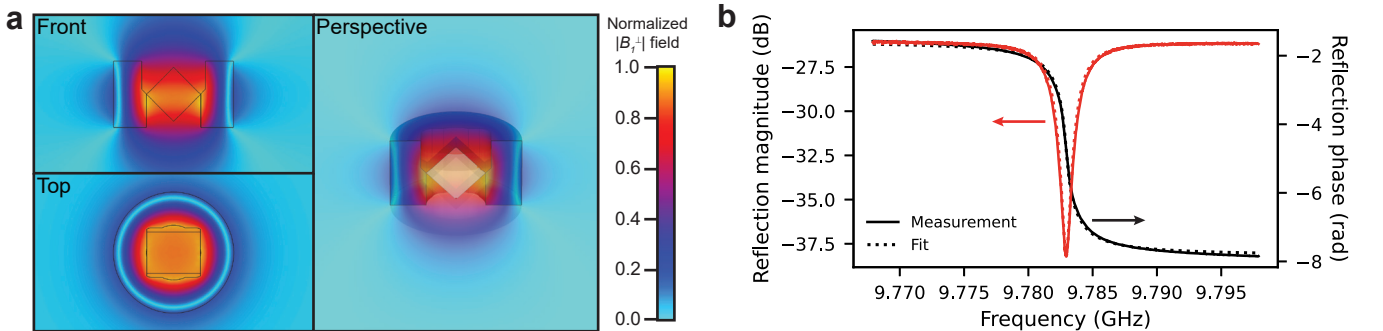 a
Front
Perspective
Top
Normalized
|B₁^⊥| field
1.0
0.8
0.6
0.4
0.2
0.0
b
Reflection magnitude (dB)
−27.5
−30.0
−32.5
−35.0
−37.5
Measurement
Fit
9.770 9.775 9.780 9.785 9.790 9.795
Frequency (GHz)
−2
−4
−6
−8
Reflection phase (rad)